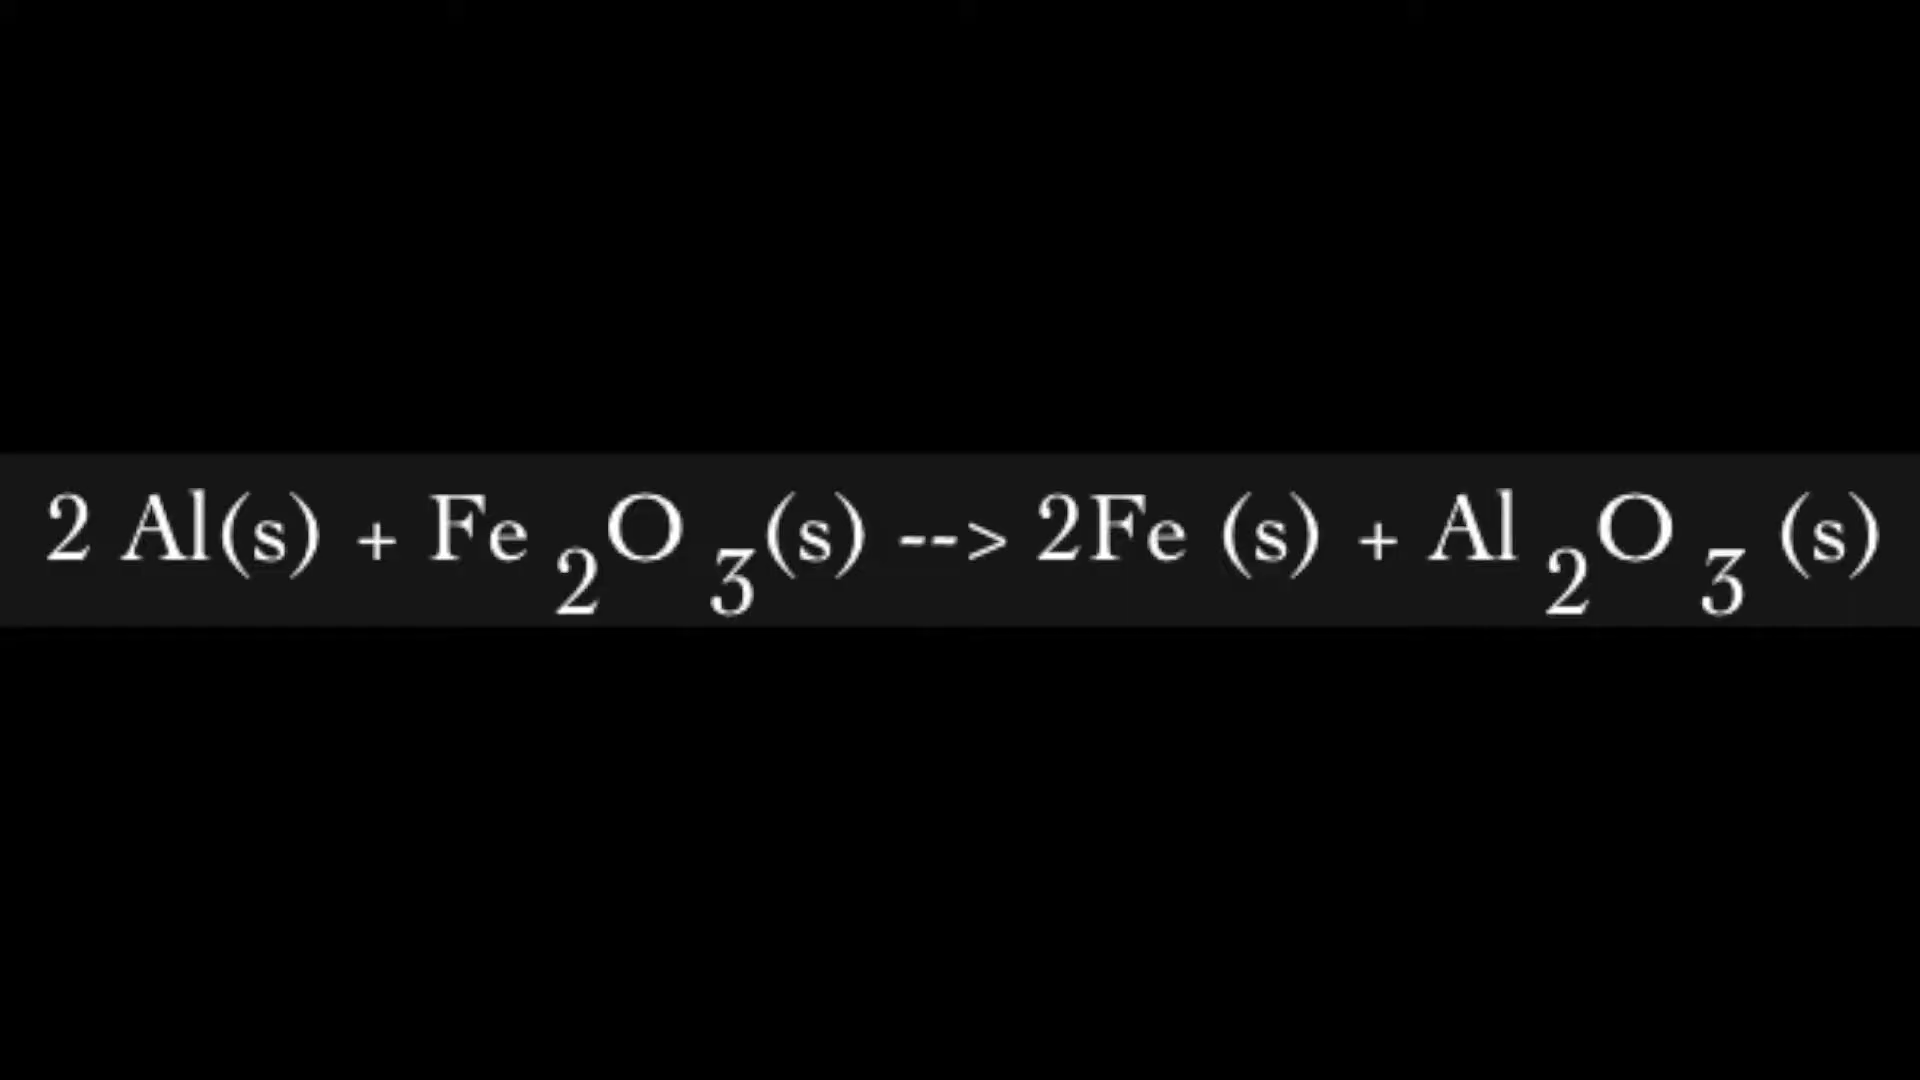 2 Al(s) + Fe ₂O ₃(s) --> 2Fe (s) + Al ₂O ₃ (s)